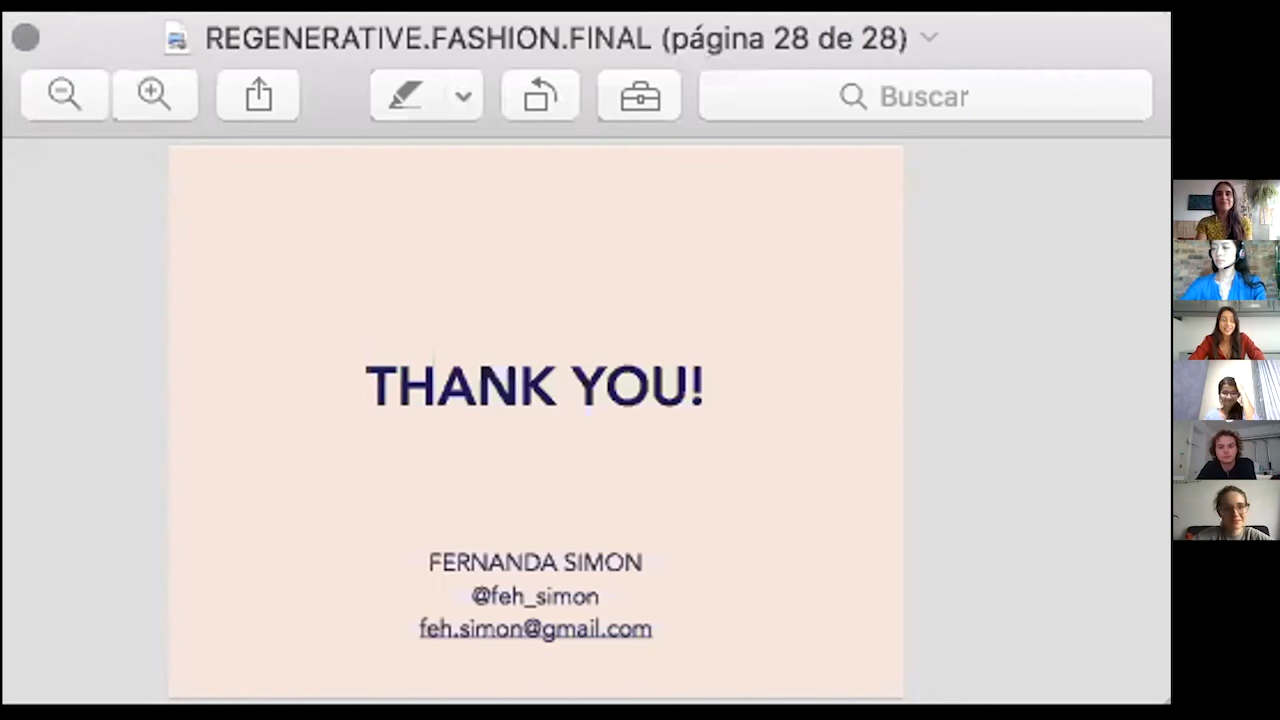 REGENERATIVE.FASHION.FINAL (página 28 de 28)
Buscar
THANK YOU!
FERNANDA SIMON
@feh_simon
feh.simon@gmail.com